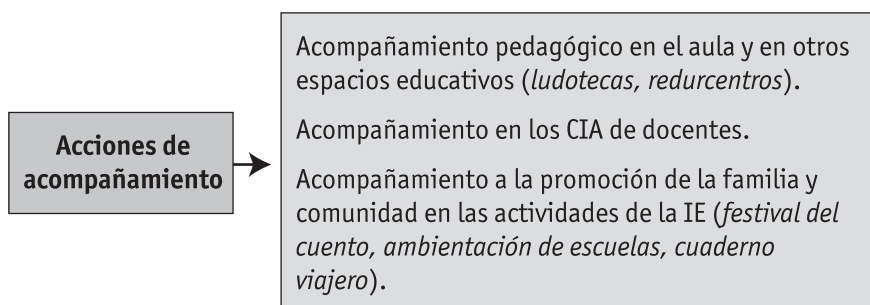 Acciones de
acompañamiento
Acompañamiento pedagógico en el aula y en otros
espacios educativos (ludotecas, redurcentros).
Acompañamiento en los CIA de docentes.
Acompañamiento a la promoción de la familia y
comunidad en las actividades de la IE (festival del
cuento, ambientación de escuelas, cuaderno
viajero).